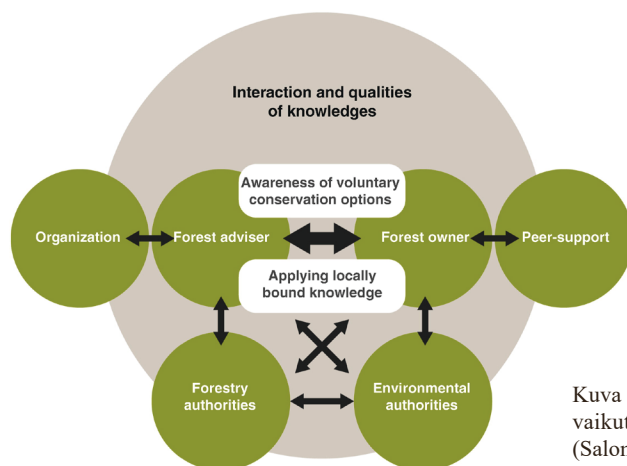 Interaction and qualities
of knowledges
Awareness of voluntary
conservation options
Organization
Forest adviser
Forest owner
Peer-support
Applying locally
bound knowledge
Forestry
authorities
Environmental
authorities
Kuva
vaikut
(Salon